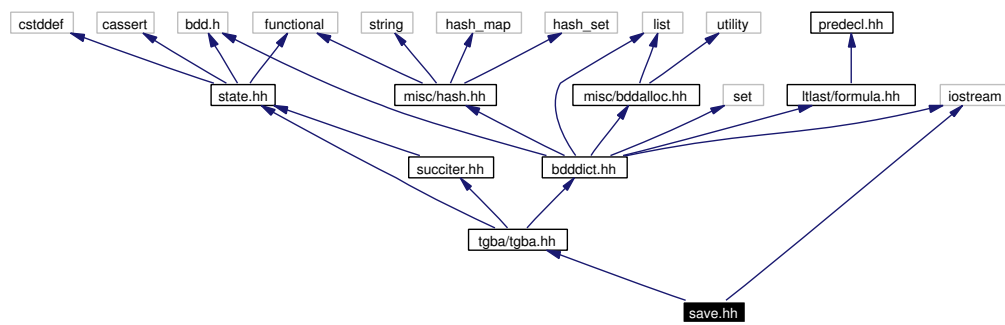 cstddef
cassert
bdd.h
functional
string
hash_map
hash_set
list
utility
predecl.hh
state.hh
misc/hash.hh
misc/bddalloc.hh
set
ltlast/formula.hh
iostream
succiter.hh
bdddict.hh
tgba/tgba.hh
save.hh